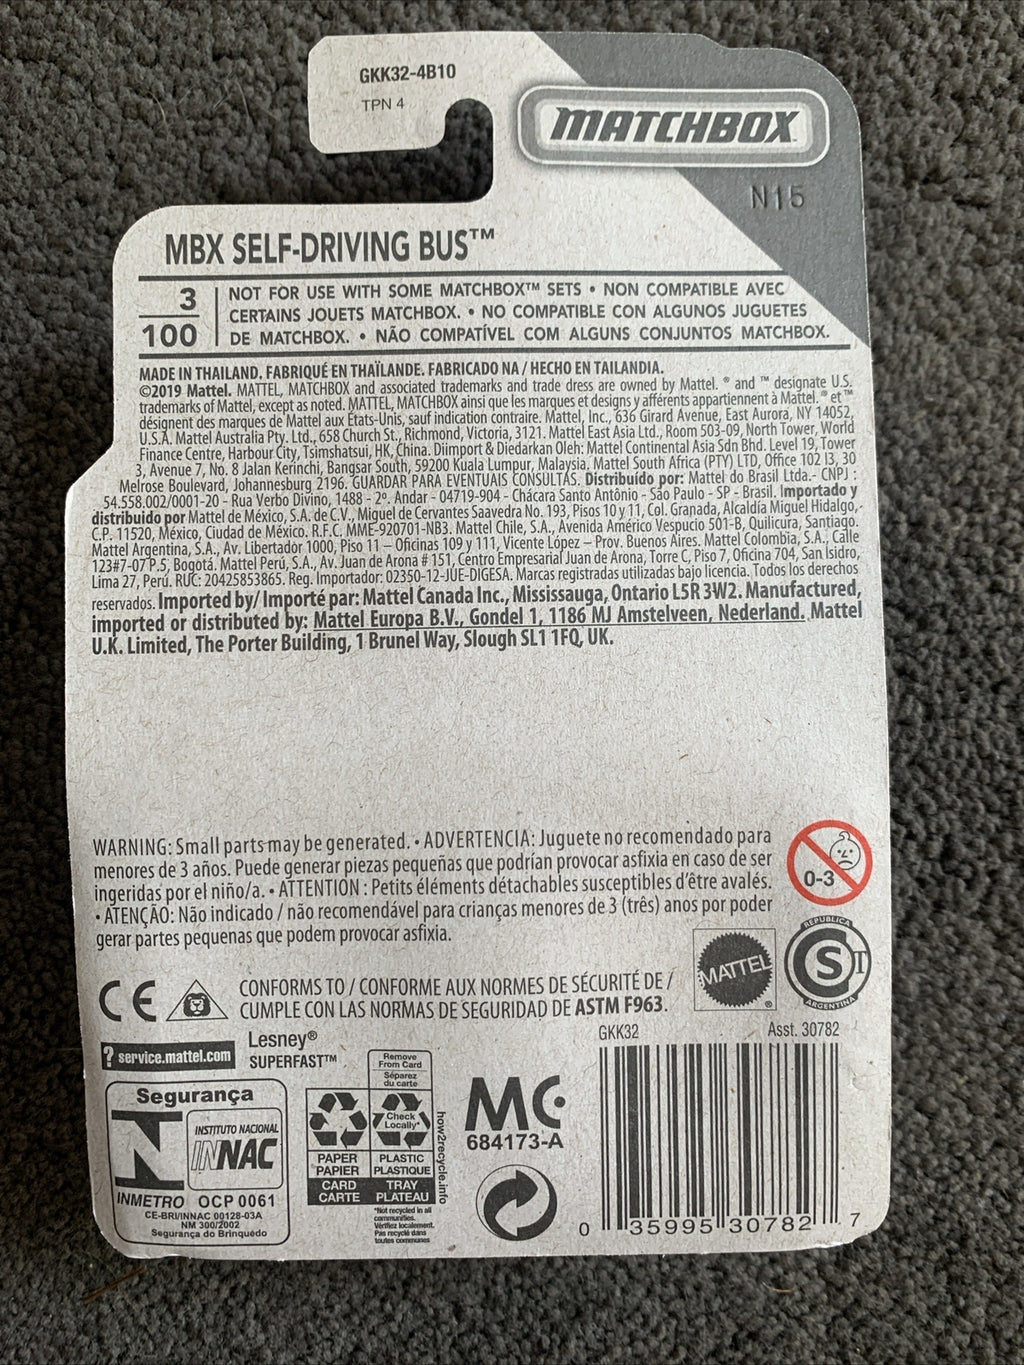 GKK32-4B10
TPN 4
MATCHBOX
N15
MBX SELF-DRIVING BUS™
3
100
NOT FOR USE WITH SOME MATCHBOX™ SETS • NON COMPATIBLE AVEC
CERTAINS JOUETS MATCHBOX. • NO COMPATIBLE CON ALGUNOS JUGUETES
DE MATCHBOX. • NÃO COMPATÍVEL COM ALGUNS CONJUNTOS MATCHBOX.
MADE IN THAILAND. FABRIQUÉ EN THAÏLANDE. FABRICADO NA / HECHO EN TAILANDIA.
©2019 Mattel. MATTEL, MATCHBOX and associated trademarks and trade dress are owned by Mattel. ® and ™ designate U.S.
trademarks of Mattel, except as noted. MATTEL, MATCHBOX ainsi que les marques et designs y afférents appartiennent à Mattel. ® et ™
désignent des marques de Mattel aux États-Unis, sauf indication contraire. Mattel, Inc., 636 Girard Avenue, East Aurora, NY 14052,
U.S.A. Mattel Australia Pty. Ltd., 658 Church St., Richmond, Victoria, 3121. Mattel East Asia Ltd., Room 503-09, North Tower, World
Finance Centre, Harbour City, Tsimshatsui, HK, China. Diimport & Diedarkan Oleh: Mattel Continental Asia Sdn Bhd. Level 19, Tower
3, Avenue 7, No. 8 Jalan Kerinchi, Bangsar South, 59200 Kuala Lumpur, Malaysia. Mattel South Africa (PTY) LTD, Office 102 I3, 30
Melrose Boulevard, Johannesburg 2196. GUARDAR PARA EVENTUAIS CONSULTAS. Distribuído por: Mattel do Brasil Ltda.- CNPJ :
54.558.002/0001-20 - Rua Verbo Divino, 1488 - 2º. Andar - 04719-904 - Chácara Santo Antônio - São Paulo - SP - Brasil. Importado y
distribuido por Mattel de México, S.A. de C.V., Miguel de Cervantes Saavedra No. 193, Pisos 10 y 11, Col. Granada, Alcaldía Miguel Hidalgo,
C.P. 11520, México, Ciudad de México. R.F.C. MME-920701-NB3. Mattel Chile, S.A., Avenida Américo Vespucio 501-B, Quilicura, Santiago.
Mattel Argentina, S.A., Av. Libertador 1000, Piso 11 – Oficinas 109 y 111, Vicente López – Prov. Buenos Aires. Mattel Colombia, S.A., Calle
123#7-07 P.5, Bogotá. Mattel Perú, S.A., Av. Juan de Arona # 151, Centro Empresarial Juan de Arona, Torre C, Piso 7, Oficina 704, San Isidro,
Lima 27, Perú. RUC: 20425853865. Reg. Importador: 02350-12-JUE-DIGESA. Marcas registradas utilizadas bajo licencia. Todos los derechos
reservados. Imported by/ Importé par: Mattel Canada Inc., Mississauga, Ontario L5R 3W2. Manufactured,
imported or distributed by: Mattel Europa B.V., Gondel 1, 1186 MJ Amstelveen, Nederland. Mattel
U.K. Limited, The Porter Building, 1 Brunel Way, Slough SL1 1FQ, UK.
WARNING: Small parts may be generated. • ADVERTENCIA: Juguete no recomendado para
menores de 3 años. Puede generar piezas pequeñas que podrían provocar asfixia en caso de ser
ingeridas por el niño/a. • ATTENTION : Petits éléments détachables susceptibles d'être avalés.
• ATENÇÃO: Não indicado / não recomendável para crianças menores de 3 (três) anos por poder
gerar partes pequenas que podem provocar asfixia.
0-3
MATTEL ®
REPUBLICA
S T
ARGENTINA
CE
CONFORMS TO / CONFORME AUX NORMES DE SÉCURITÉ DE /
CUMPLE CON LAS NORMAS DE SEGURIDAD DE ASTM F963.
? service.mattel.com
Lesney®
SUPERFAST™
GKK32
Asst. 30782
Segurança
INSTITUTO NACIONAL
INNAC
INMETRO OCP 0061
CE-BRI/INNAC 00128-03A
NM 300/2002
Segurança do Brinquedo
Remove
From Card
Séparez
du carte
Check
Locally*
PAPER
PAPIER
PLASTIC
PLASTIQUE
CARD
CARTE
TRAY
PLATEAU
*Not recycled in all
communities.
Vérifiez localement.
Pas recyclé dans
toutes communes
how2recycle.info
MC
684173-A
0 35995 30782 7